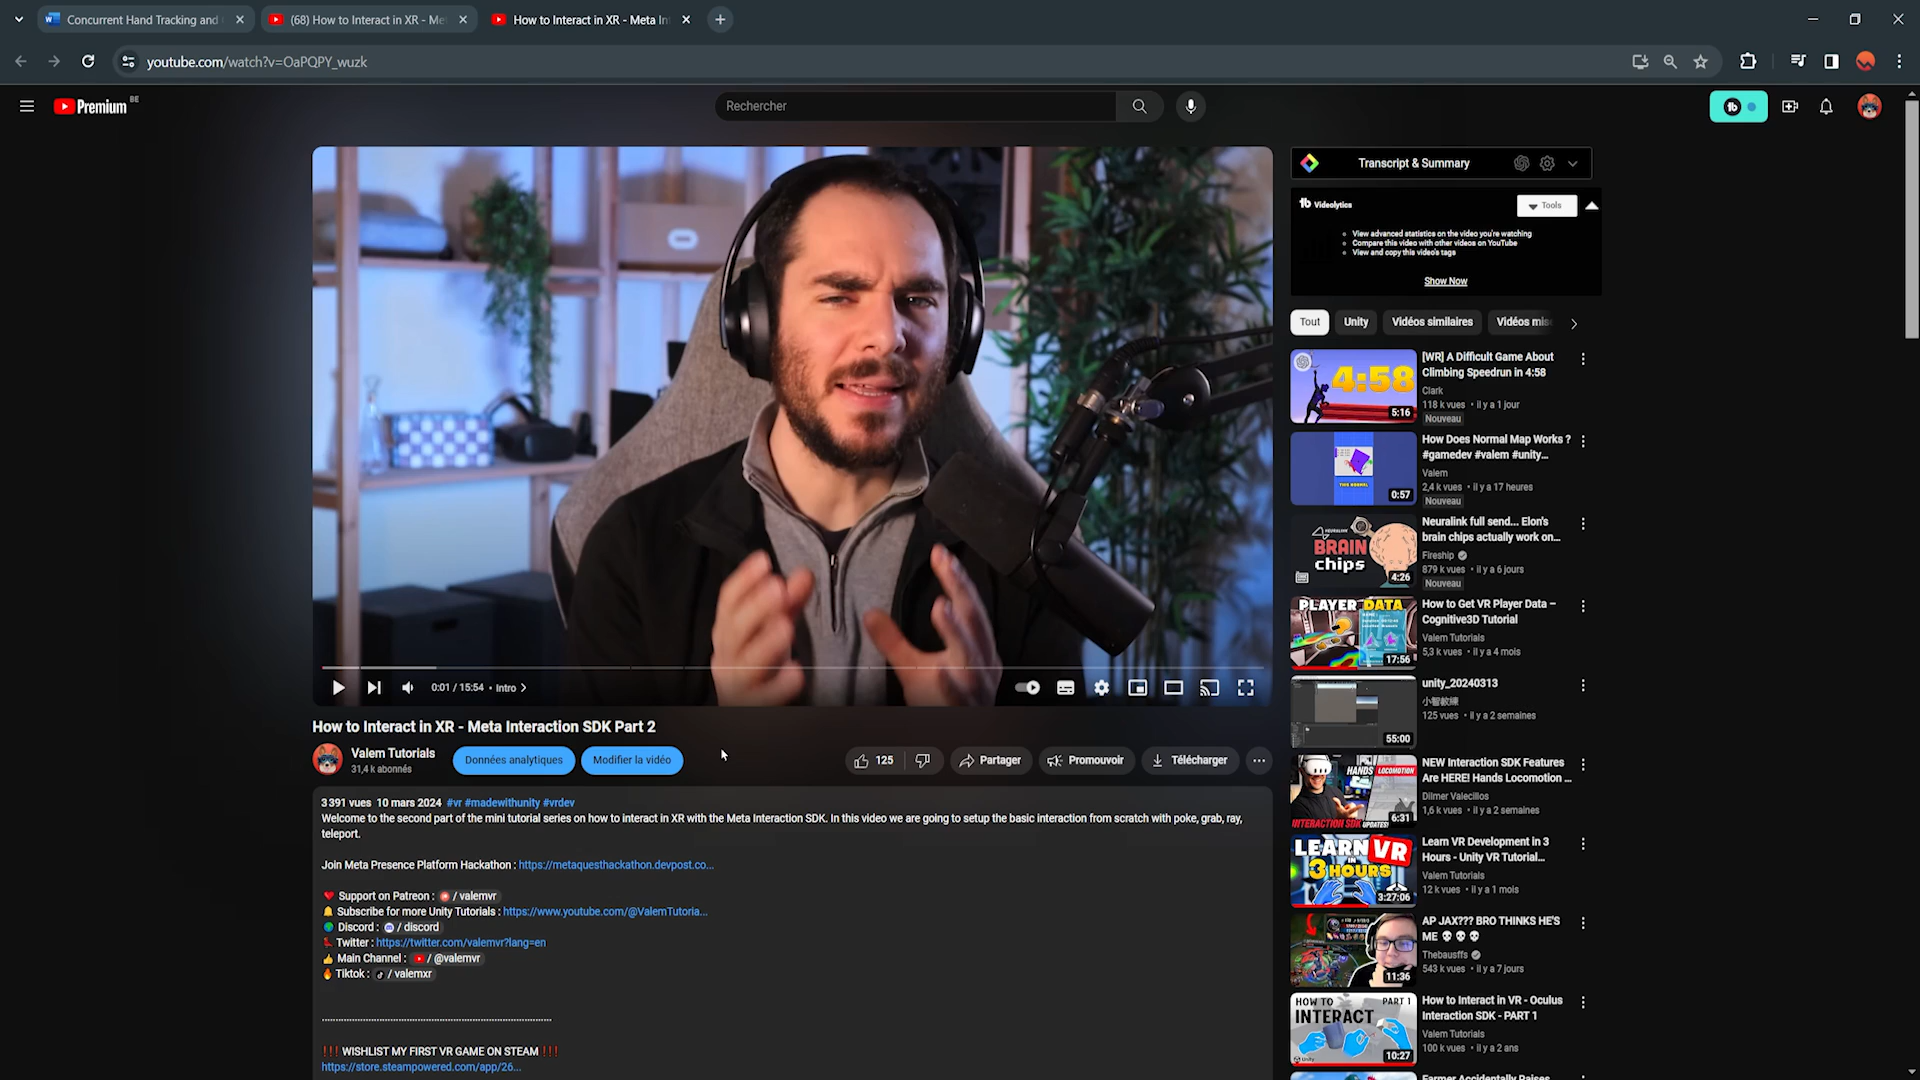 Concurrent Hand Tracking and
(68) How to Interact in XR - Me
How to Interact in XR - Meta In
youtube.com/watch?v=OaPQPY_wuzk
Premium BE
Rechercher
0:01 / 15:54 • Intro
How to Interact in XR - Meta Interaction SDK Part 2
Valem Tutorials
31,4 k abonnés
Données analytiques
Modifier la vidéo
125
Partager
Promouvoir
Télécharger
3 391 vues 10 mars 2024 #vr #madewithunity #vrdev
Welcome to the second part of the mini tutorial series on how to interact in XR with the Meta Interaction SDK. In this video we are going to setup the basic interaction from scratch with poke, grab, ray,
teleport.
Join Meta Presence Platform Hackathon : https://metaquesthackathon.devpost.co...
Support on Patreon : / valemvr
Subscribe for more Unity Tutorials : https://www.youtube.com/@ValemTutoria...
Discord : / discord
Twitter : https://twitter.com/valemvr?lang=en
Main Channel : / @valemvr
Tiktok : / valemxr
WISHLIST MY FIRST VR GAME ON STEAM
https://store.steampowered.com/app/26...
Transcript & Summary
Videolytics
Tools
View advanced statistics on the video you're watching
Compare this video with other videos on YouTube
View and copy this video's tags
Show Now
Tout
Unity
Vidéos similaires
Vidéos mis
4:58
5:16
[WR] A Difficult Game About
Climbing Speedrun in 4:58
Clark
118 k vues • il y a 1 jour
Nouveau
0:57
How Does Normal Map Works ?
#gamedev #valem #unity...
Valem
2,4 k vues • il y a 17 heures
Nouveau
NEURALINK
BRAIN
chips
4:26
Neuralink full send... Elon's
brain chips actually work on...
Fireship
879 k vues • il y a 6 jours
Nouveau
PLAYER DATA
17:56
How to Get VR Player Data –
Cognitive3D Tutorial
Valem Tutorials
5,3 k vues • il y a 4 mois
55:00
unity_20240313
125 vues • il y a 2 semaines
HANDS LOCOMOTION
INTERACTION SDK UPDATES!
6:31
NEW Interaction SDK Features
Are HERE! Hands Locomotion ...
Dilmer Valecillos
1,6 k vues • il y a 2 semaines
LEARN VR
IN
3 HOURS
3:27:06
Learn VR Development in 3
Hours - Unity VR Tutorial...
Valem Tutorials
12 k vues • il y a 1 mois
11:36
AP JAX??? BRO THINKS HE'S
ME
Thebausffs
543 k vues • il y a 7 jours
HOW TO PART 1
INTERACT
10:27
How to Interact in VR - Oculus
Interaction SDK - PART 1
Valem Tutorials
100 k vues • il y a 2 ans